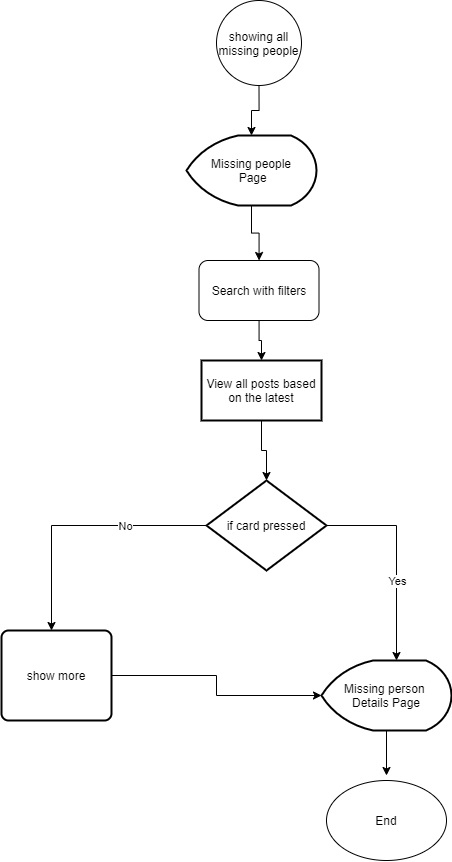 showing all
missing people
Missing people
Page
Search with filters
View all posts based
on the latest
if card pressed
No
Yes
show more
Missing person
Details Page
End